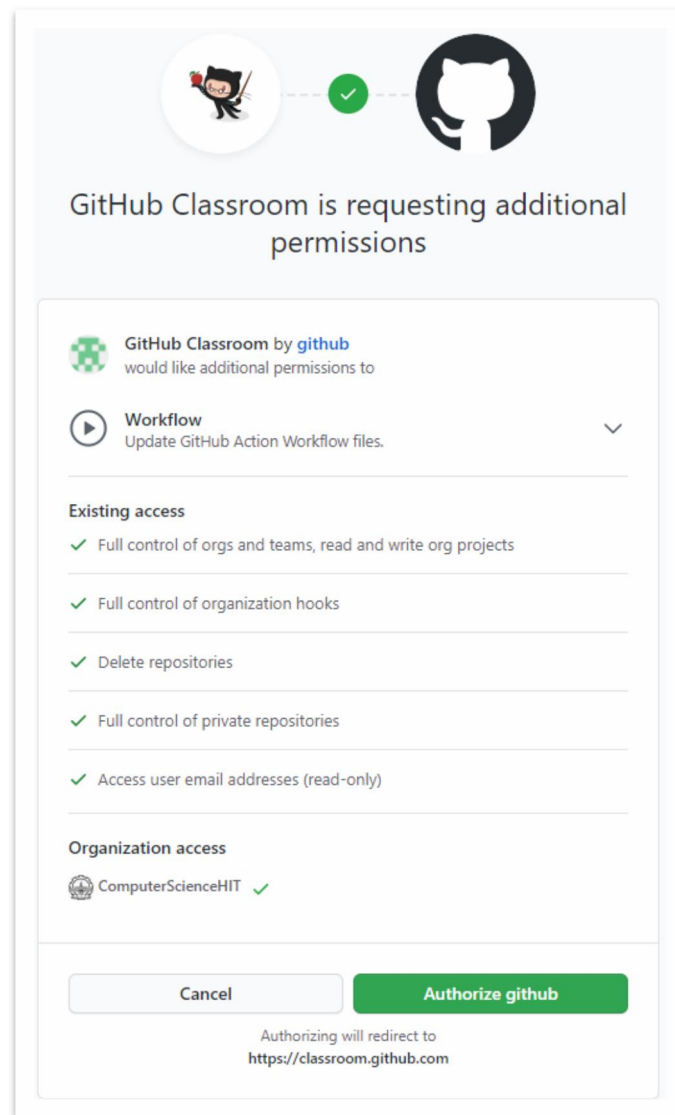 GitHub Classroom is requesting additional
permissions
GitHub Classroom by github
would like additional permissions to
Workflow
Update GitHub Action Workflow files.
Existing access
Full control of orgs and teams, read and write org projects
Full control of organization hooks
Delete repositories
Full control of private repositories
Access user email addresses (read-only)
Organization access
ComputerScienceHIT
Cancel
Authorize github
Authorizing will redirect to
https://classroom.github.com